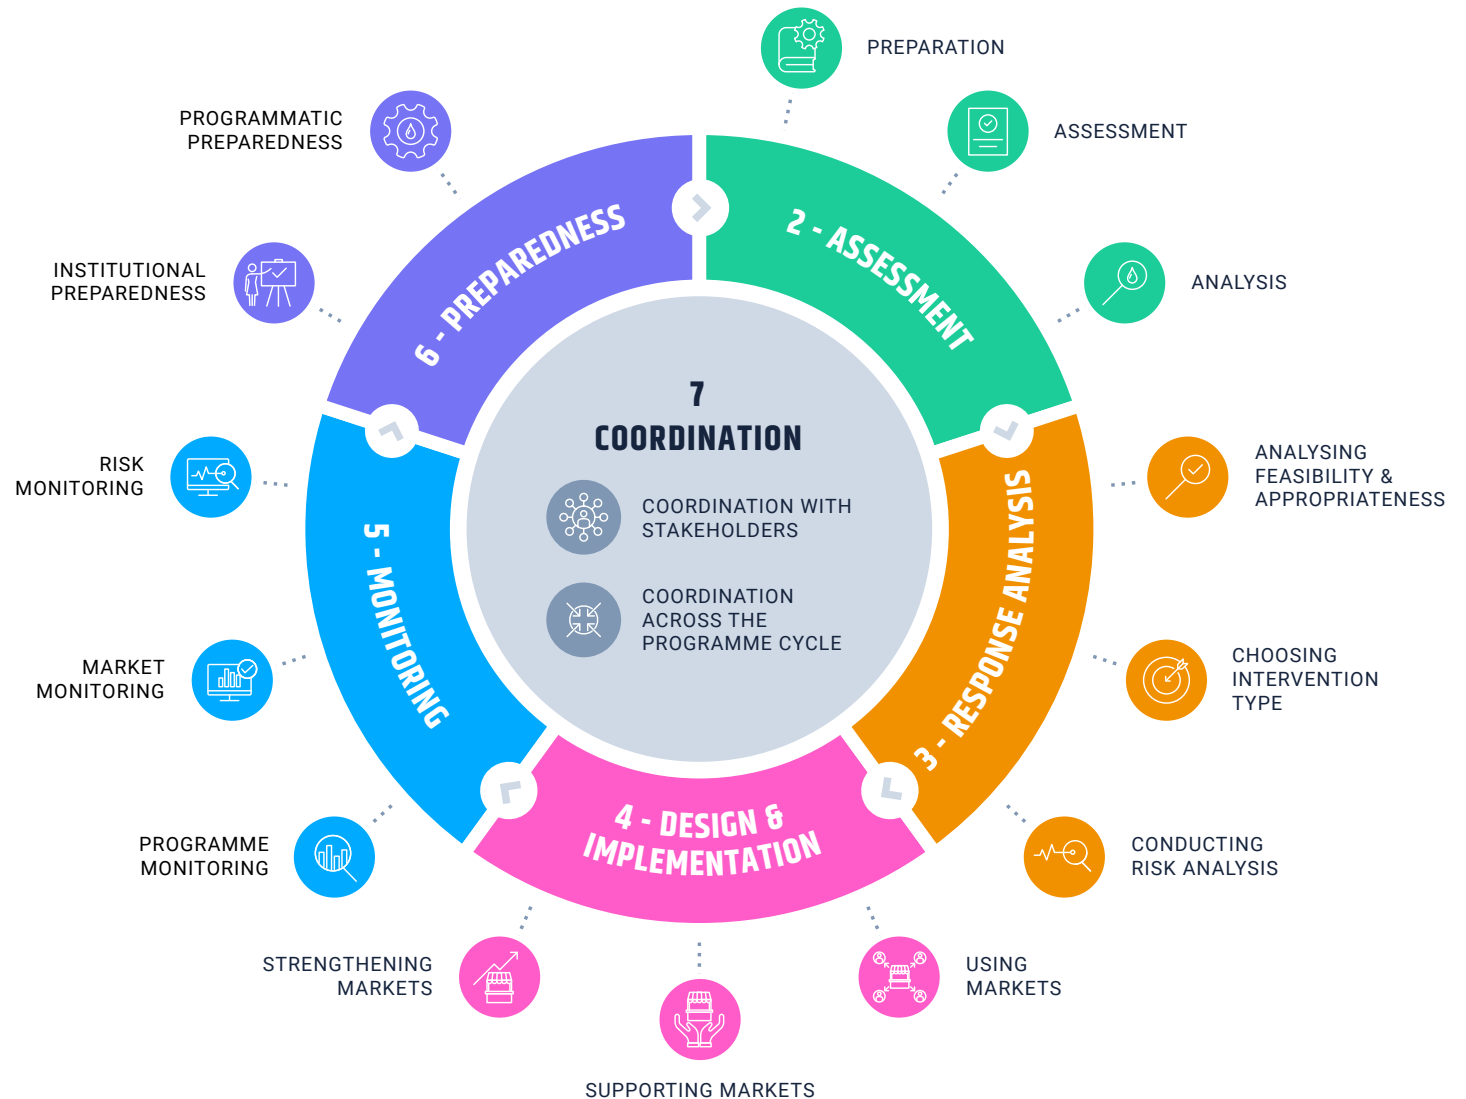 PREPARATION
ASSESSMENT
ANALYSIS
ANALYSING
FEASIBILITY &
APPROPRIATENESS
CHOOSING
INTERVENTION
TYPE
CONDUCTING
RISK ANALYSIS
USING
MARKETS
SUPPORTING MARKETS
STRENGTHENING
MARKETS
PROGRAMME
MONITORING
MARKET
MONITORING
RISK
MONITORING
INSTITUTIONAL
PREPAREDNESS
PROGRAMMATIC
PREPAREDNESS
2 - ASSESSMENT
3 - RESPONSE ANALYSIS
4 - DESIGN &
IMPLEMENTATION
5 - MONITORING
6 - PREPAREDNESS
7
COORDINATION
COORDINATION WITH
STAKEHOLDERS
COORDINATION
ACROSS THE
PROGRAMME CYCLE